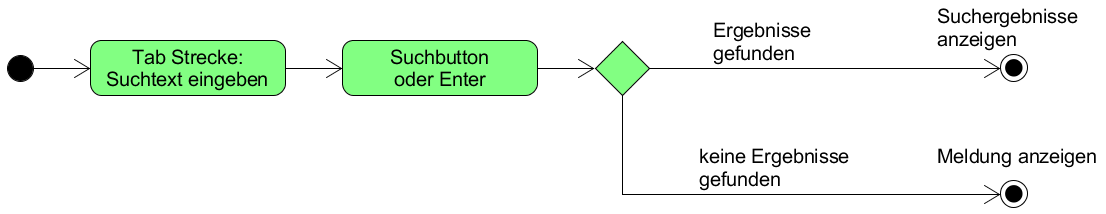 Tab Strecke:
Suchtext eingeben
Suchbutton
oder Enter
Ergebnisse
gefunden
Suchergebnisse
anzeigen
keine Ergebnisse
gefunden
Meldung anzeigen